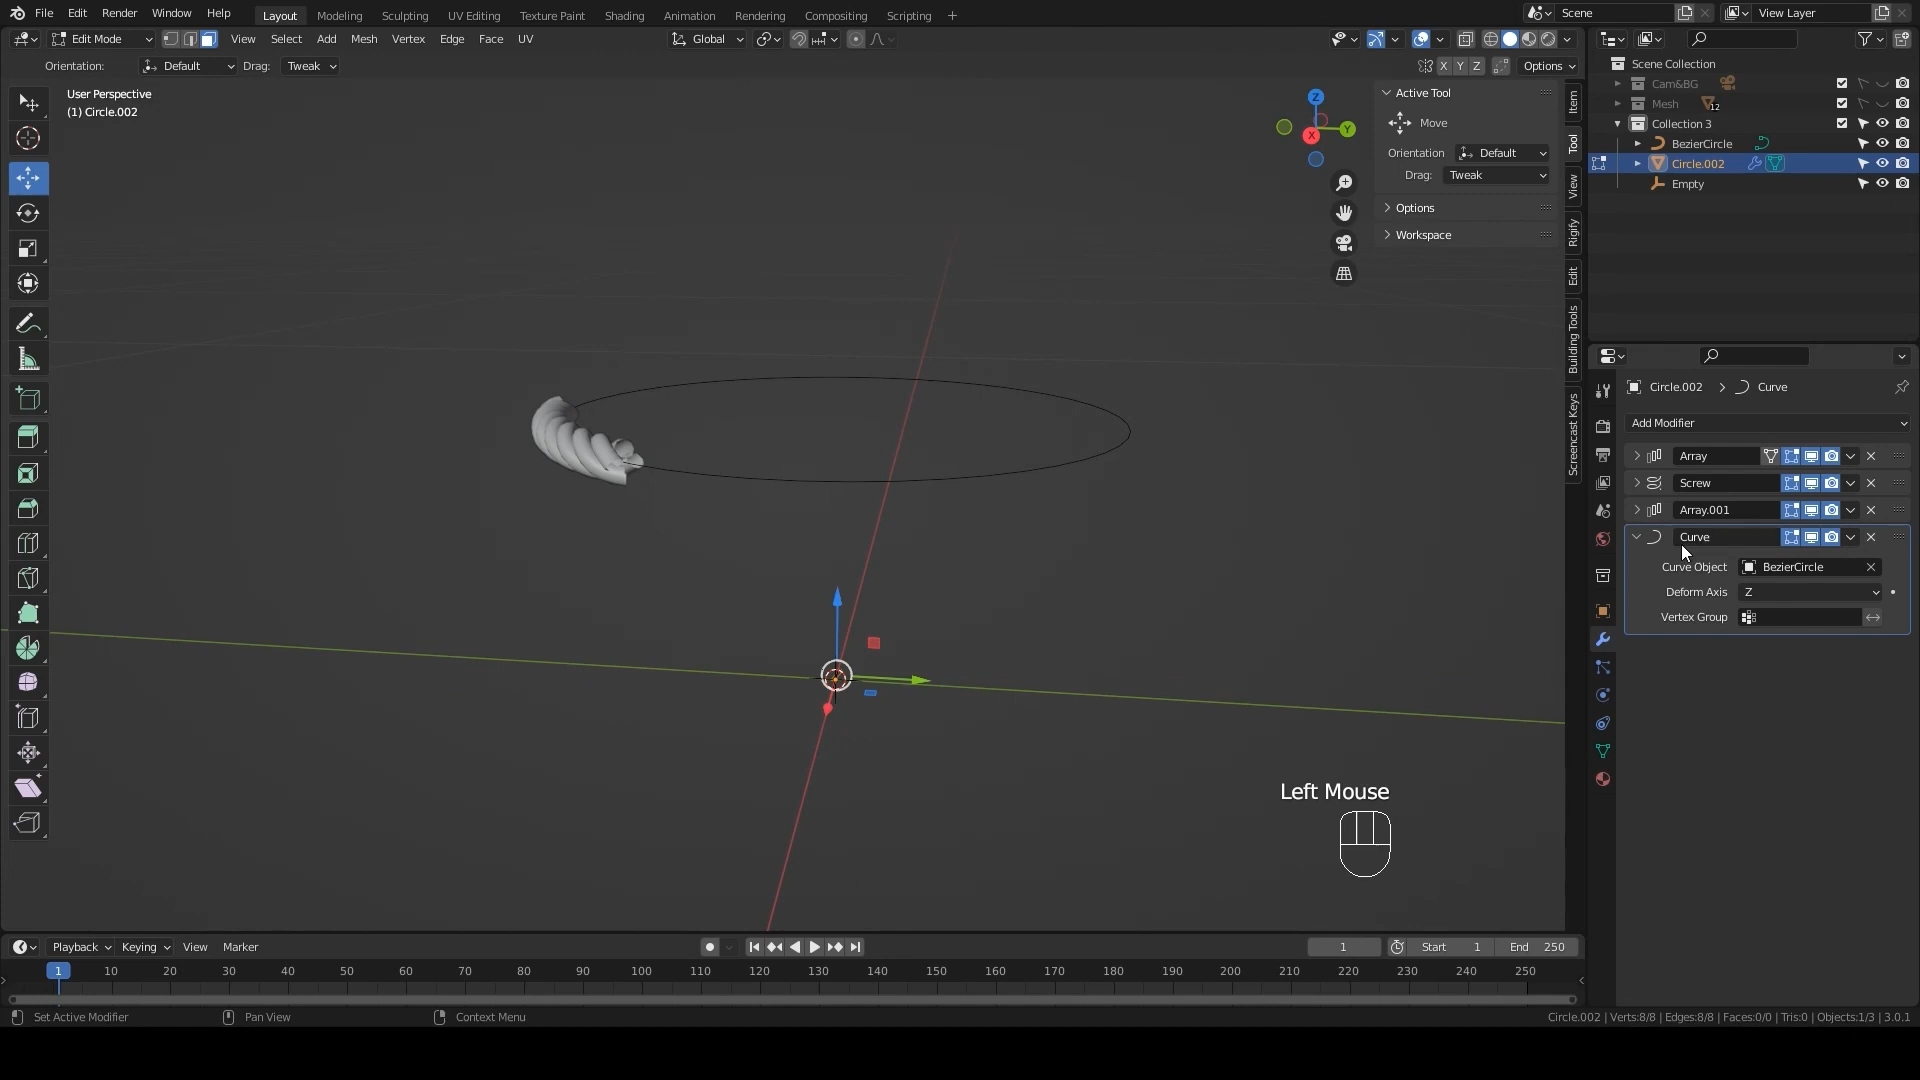 File Edit Render Window Help
Layout Modeling Sculpting UV Editing Texture Paint Shading Animation Rendering Compositing Scripting +
Scene View Layer
Edit Mode View Select Add Mesh Vertex Edge Face UV Global
Orientation: Default Drag: Tweak X Y Z Options
User Perspective
(1) Circle.002
Z
Y
X
Active Tool
Move
Orientation Default
Drag: Tweak
Options
Workspace
Item
Tool
View
Rigify
Edit
Building Tools
Screencast Keys
Scene Collection
Cam&BG
Mesh 12
Collection 3
BezierCircle
Circle.002
Empty
Circle.002 > Curve
Add Modifier
Array
Screw
Array.001
Curve
Curve Object BezierCircle
Deform Axis Z
Vertex Group
Left Mouse
Playback Keying View Marker 1 Start 1 End 250
1 10 20 30 40 50 60 70 80 90 100 110 120 130 140 150 160 170 180 190 200 210 220 230 240 250
Set Active Modifier Pan View Context Menu Circle.002 | Verts:8/8 | Edges:8/8 | Faces:0/0 | Tris:0 | Objects:1/3 | 3.0.1